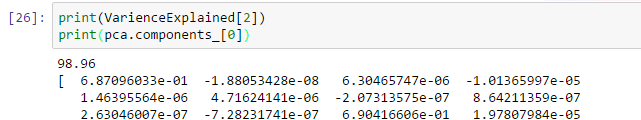 [26]: print(VarienceExplained[2])
print(pca.components_[0])
98.96
[ 6.87096033e-01 -1.88053428e-08 6.30465747e-06 -1.01365997e-05
1.46395564e-06 4.71624141e-06 -2.07313575e-07 8.64211359e-07
2.63046007e-07 -7.28231741e-07 6.90416606e-01 1.97807984e-05